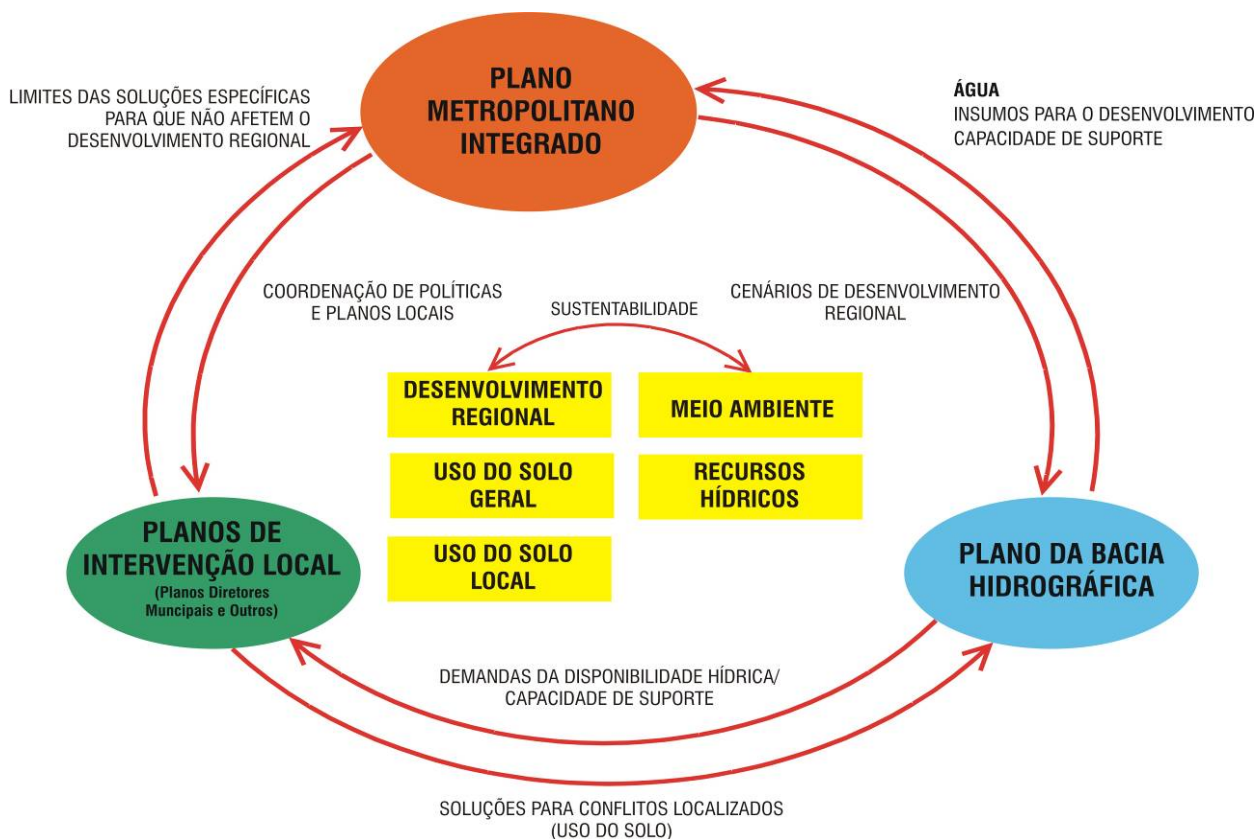 PLANO
METROPOLITANO
INTEGRADO
LIMITES DAS SOLUÇÕES ESPECÍFICAS
PARA QUE NÃO AFETEM O
DESENVOLVIMENTO REGIONAL
ÁGUA
INSUMOS PARA O DESENVOLVIMENTO
CAPACIDADE DE SUPORTE
COORDENAÇÃO DE POLÍTICAS
E PLANOS LOCAIS
SUSTENTABILIDADE
CENÁRIOS DE DESENVOLVIMENTO
REGIONAL
DESENVOLVIMENTO
REGIONAL
MEIO AMBIENTE
USO DO SOLO
GERAL
RECURSOS
HÍDRICOS
USO DO SOLO
LOCAL
PLANOS DE
INTERVENÇÃO LOCAL
(Planos Diretores
Muncipais e Outros)
PLANO DA BACIA
HIDROGRÁFICA
DEMANDAS DA DISPONIBILIDADE HÍDRICA/
CAPACIDADE DE SUPORTE
SOLUÇÕES PARA CONFLITOS LOCALIZADOS
(USO DO SOLO)